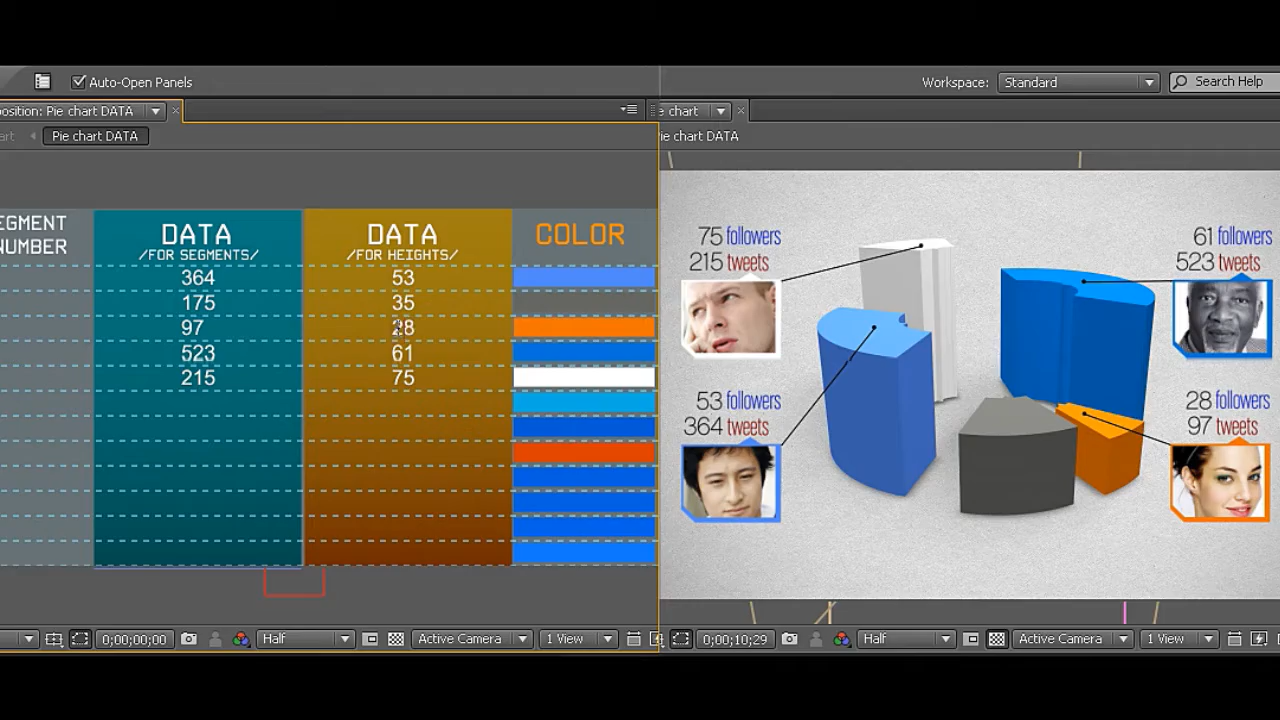 Auto-Open Panels
Workspace: Standard Search Help
position: Pie chart DATA
e chart
art Pie chart DATA
ie chart DATA
EGMENT
NUMBER
DATA
/FOR SEGMENTS/
DATA
/FOR HEIGHTS/
COLOR
364 53
175 35
97 28
523 61
215 75
75 followers
215 tweets
61 followers
523 tweets
53 followers
364 tweets
28 followers
97 tweets
0;00;00;00 Half Active Camera 1 View
0;00;10;29 Half Active Camera 1 View